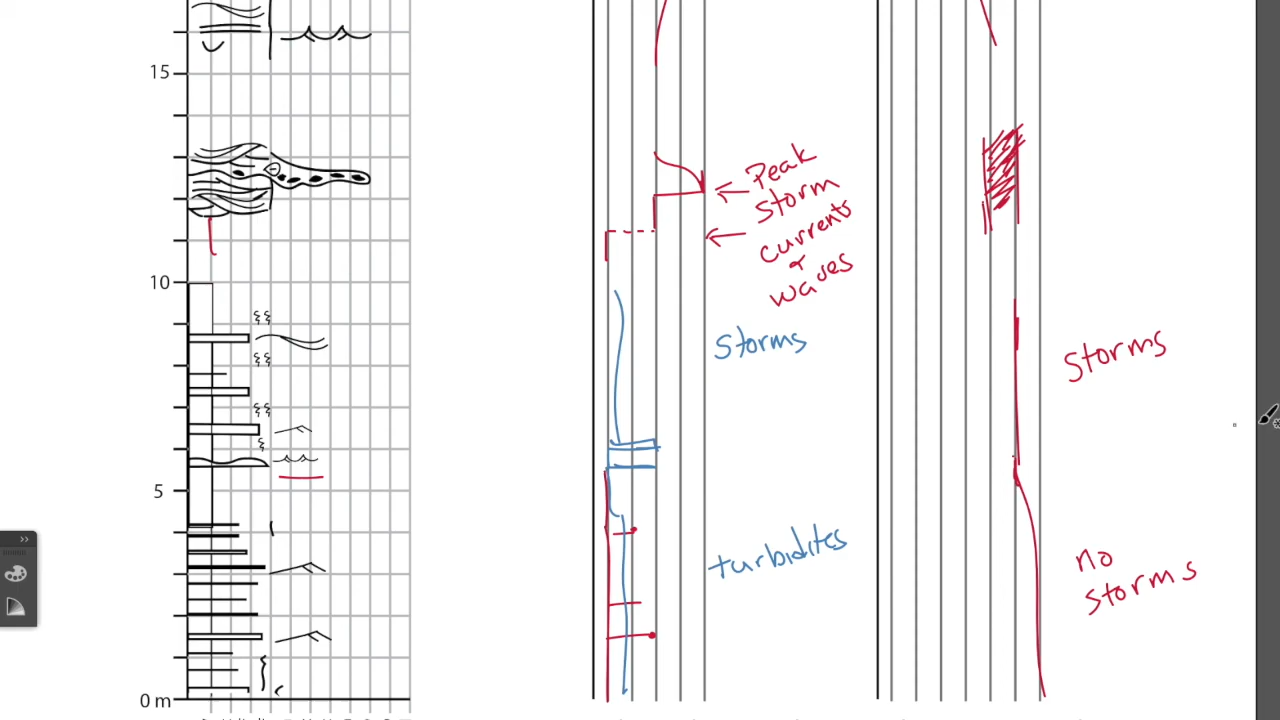 15
10
5
0 m
Peak
Storm
currents
+
waves
Storms
turbidites
Storms
no
storms
>>